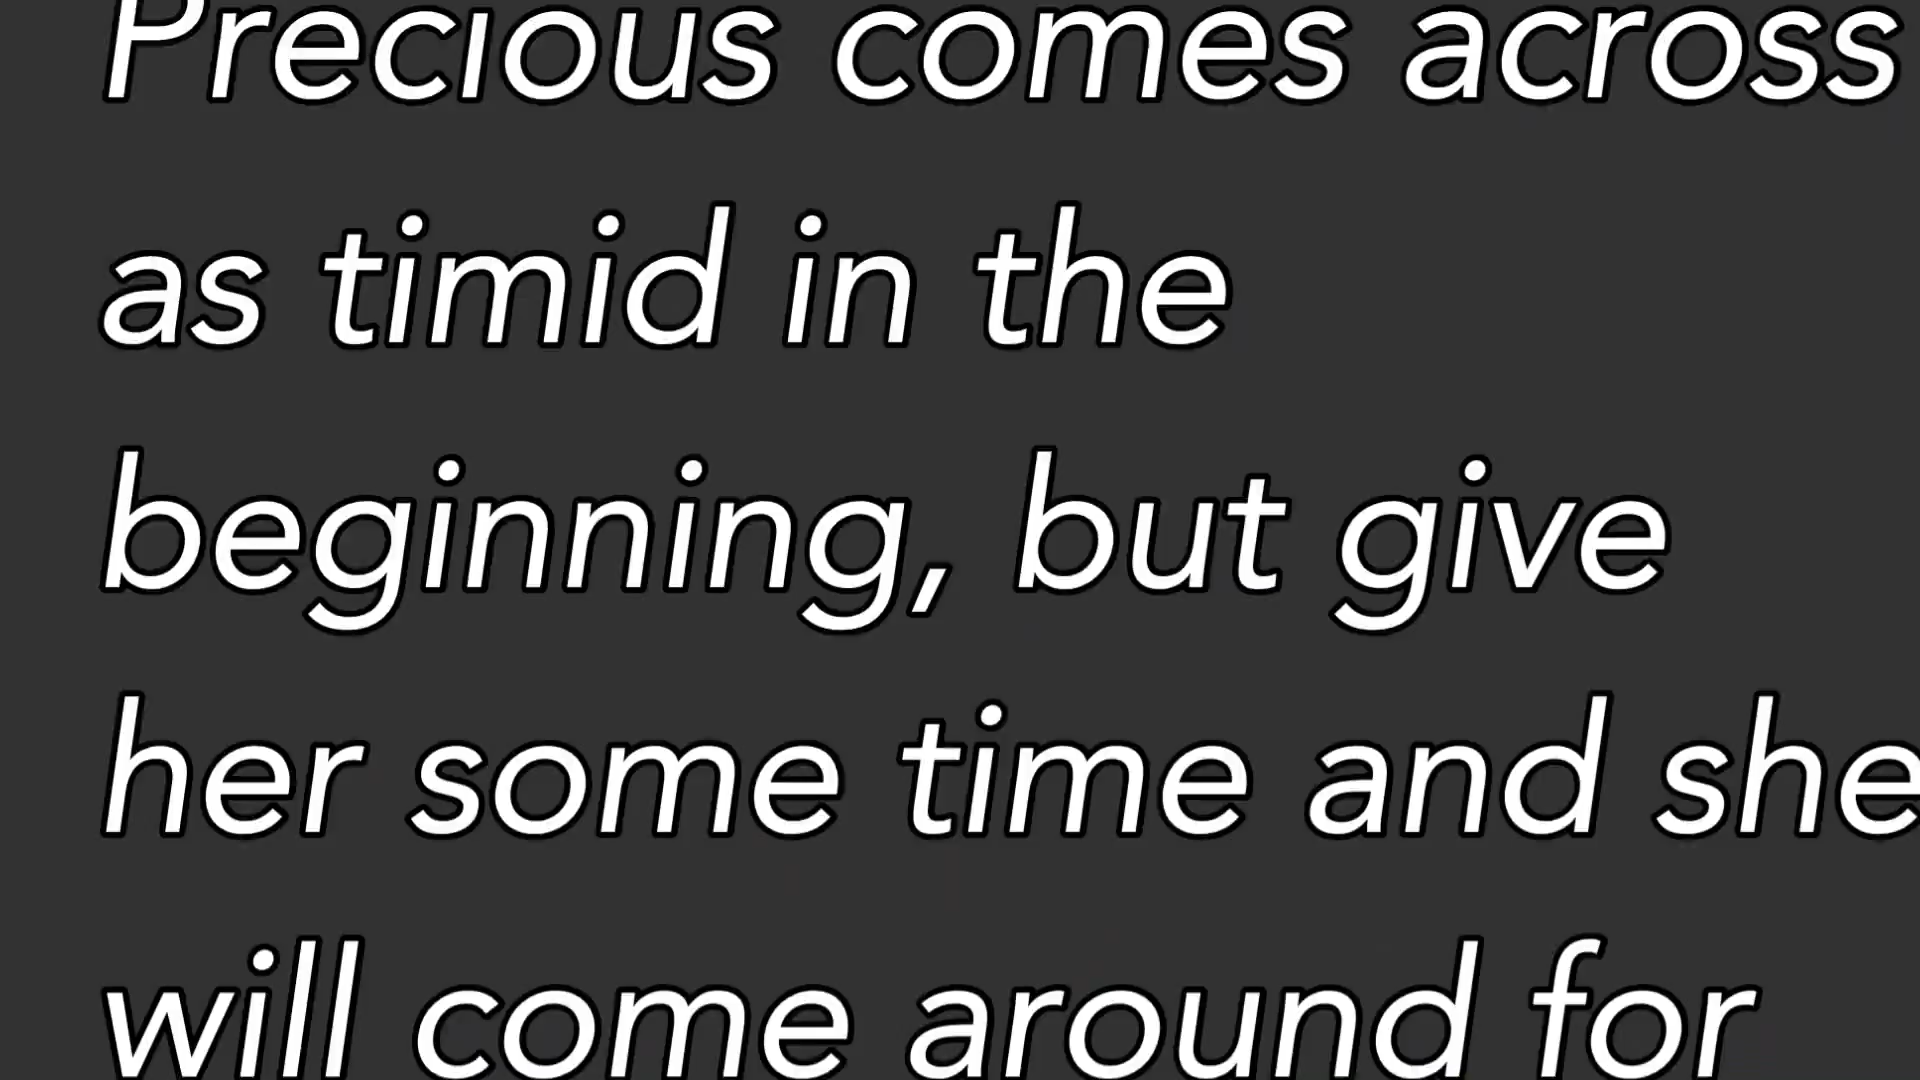 Precious comes across
as timid in the
beginning, but give
her some time and she
will come around for